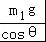 m₁g
cos θ